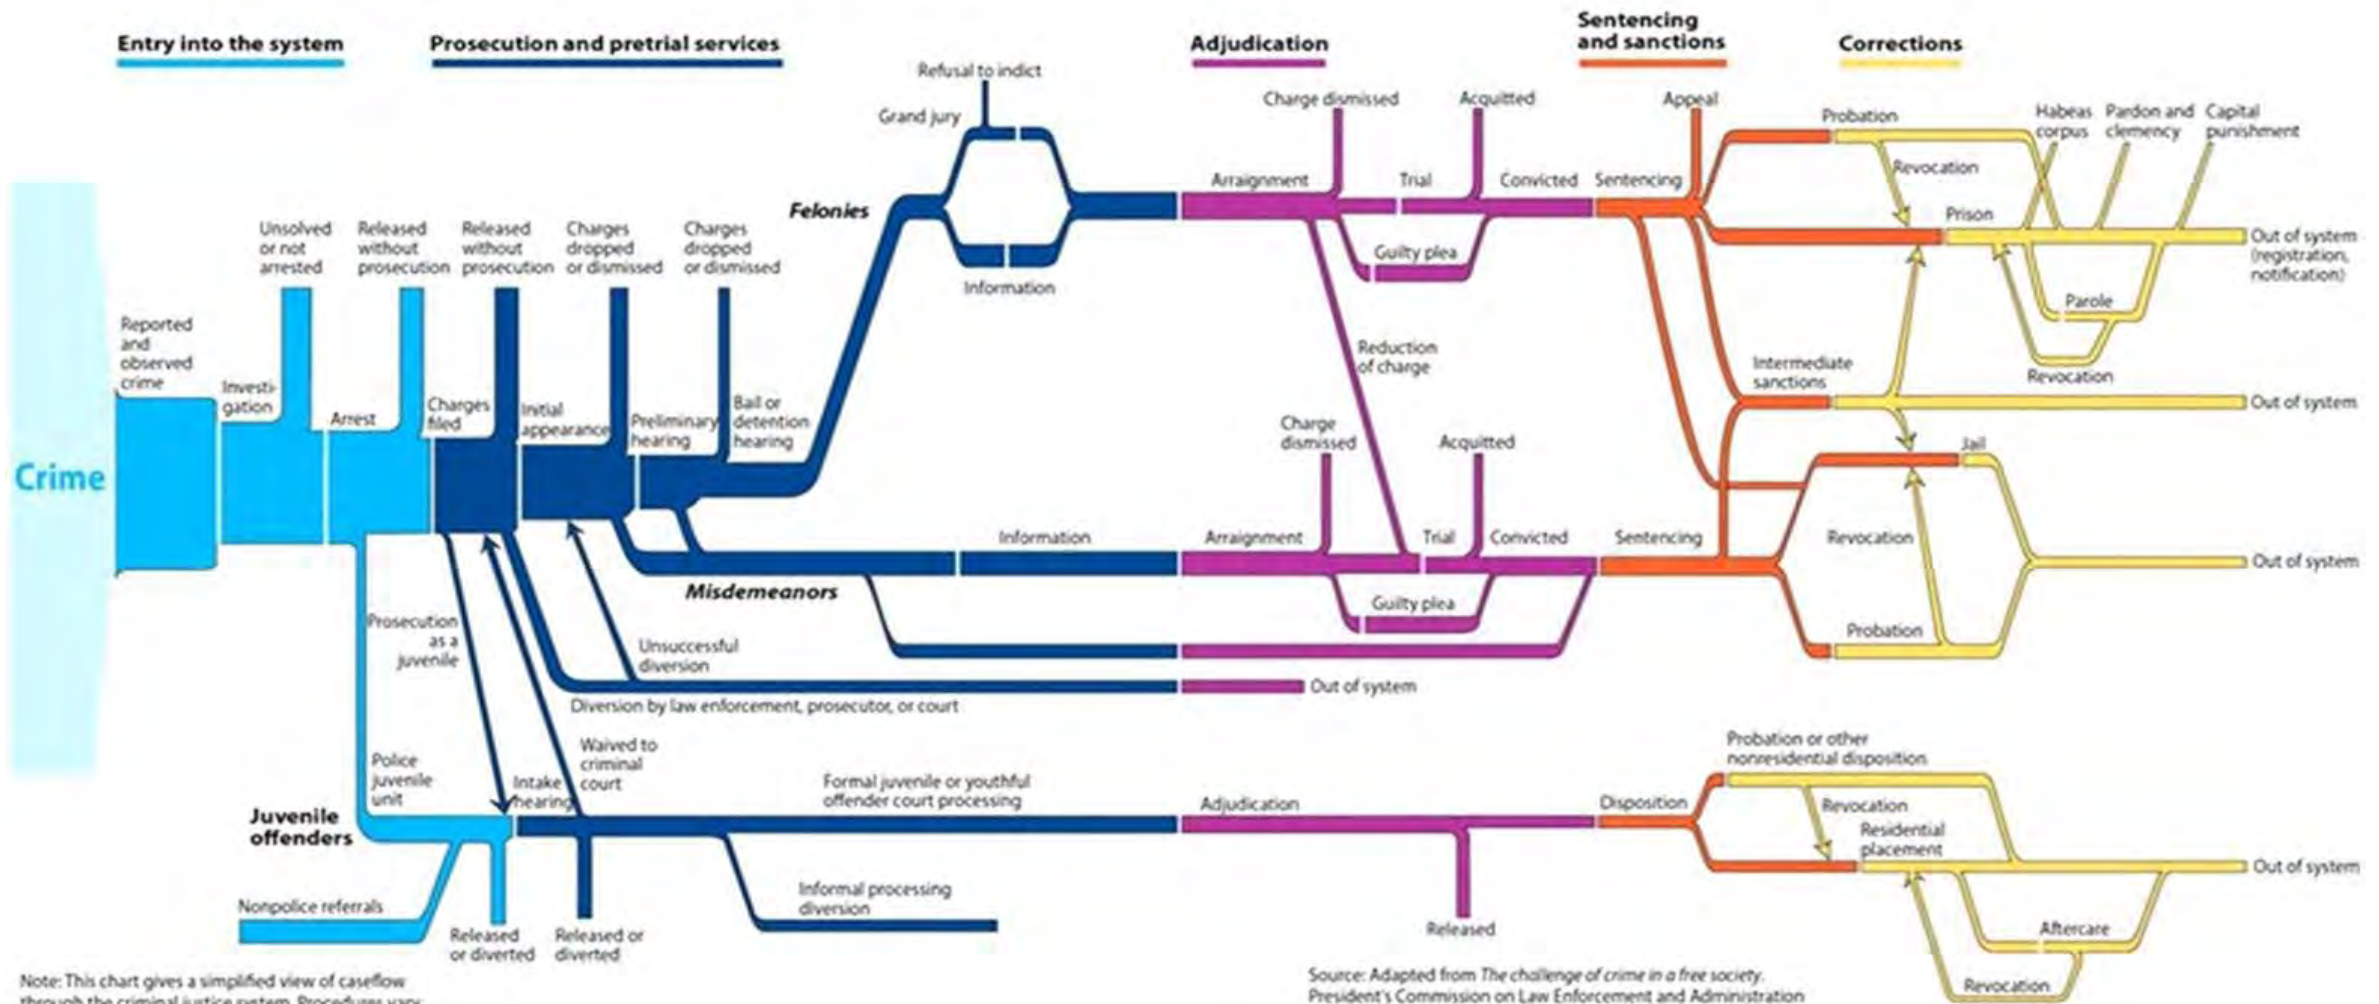 Entry into the system
Prosecution and pretrial services
Adjudication
Sentencing
and sanctions
Corrections
Refusal to indict
Grand jury
Felonies
Information
Charge dismissed
Acquitted
Appeal
Probation
Habeas
corpus
Pardon and
clemency
Capital
punishment
Arraignment
Trial
Convicted
Sentencing
Revocation
Prison
Guilty plea
Out of system
(registration,
notification)
Parole
Revocation
Unsolved
or not
arrested
Released
without
prosecution
Released
without
prosecution
Charges
dropped
or dismissed
Charges
dropped
or dismissed
Reported
and
observed
crime
Investi-
gation
Arrest
Charges
filed
Initial
appearance
Preliminary
hearing
Bail or
detention
hearing
Crime
Reduction
of charge
Intermediate
sanctions
Out of system
Charge
dismissed
Acquitted
Jail
Information
Arraignment
Trial
Convicted
Sentencing
Revocation
Out of system
Misdemeanors
Guilty plea
Probation
Prosecution
as a
juvenile
Unsuccessful
diversion
Out of system
Diversion by law enforcement, prosecutor, or court
Waived to
criminal
court
Police
juvenile
unit
Intake
hearing
Formal juvenile or youthful
offender court processing
Adjudication
Disposition
Probation or other
nonresidential disposition
Revocation
Residential
placement
Out of system
Juvenile
offenders
Nonpolice referrals
Released
or diverted
Released or
diverted
Informal processing
diversion
Released
Aftercare
Revocation
Note: This chart gives a simplified view of caseflow
through the criminal justice system. Procedures vary
Source: Adapted from The challenge of crime in a free society.
President's Commission on Law Enforcement and Administration